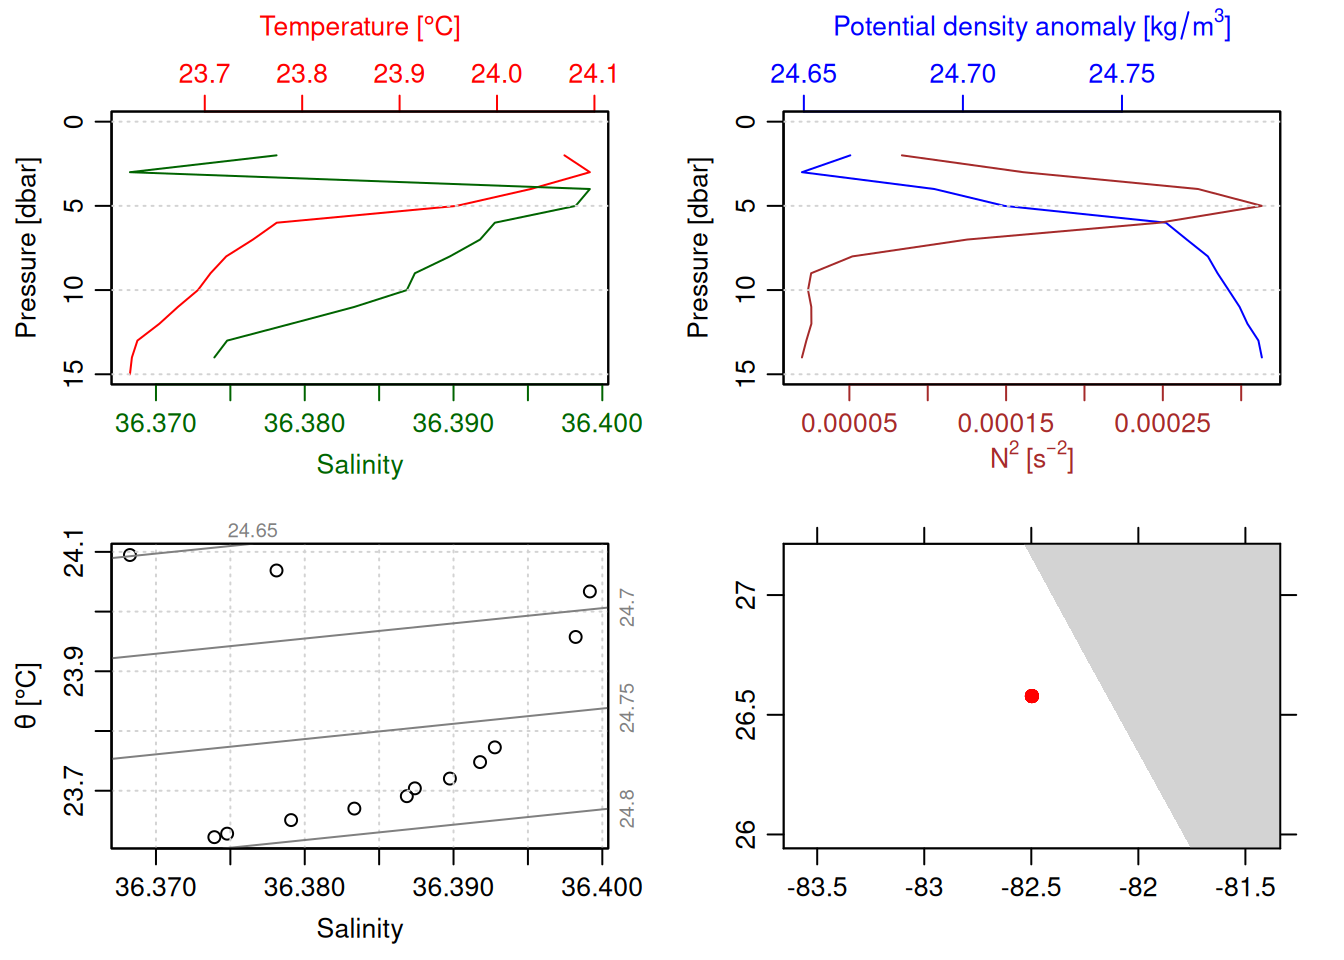 Temperature [°C]
23.7 23.8 23.9 24.0 24.1
0
5
10
15
Pressure [dbar]
36.370 36.380 36.390 36.400
Salinity
Potential density anomaly [kg/m³]
24.65 24.70 24.75
0
5
10
15
Pressure [dbar]
0.00005 0.00015 0.00025
N² [s⁻²]
24.65
24.7
24.75
24.8
24.1
23.9
23.7
θ [°C]
36.370 36.380 36.390 36.400
Salinity
27
26.5
26
-83.5 -83 -82.5 -82 -81.5